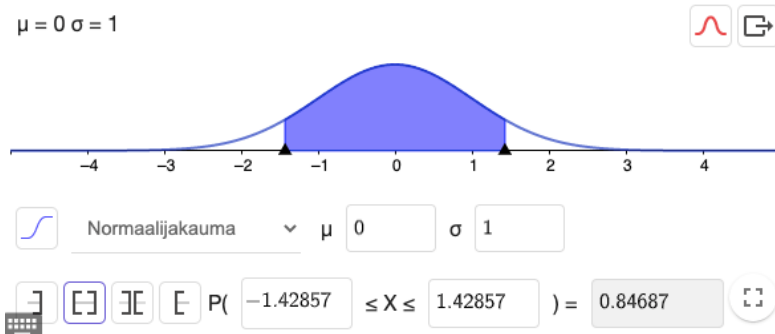 μ = 0 σ = 1
−4 −3 −2 −1 0 1 2 3 4
Normaalijakauma μ 0 σ 1
P( −1.42857 ≤ X ≤ 1.42857 ) = 0.84687